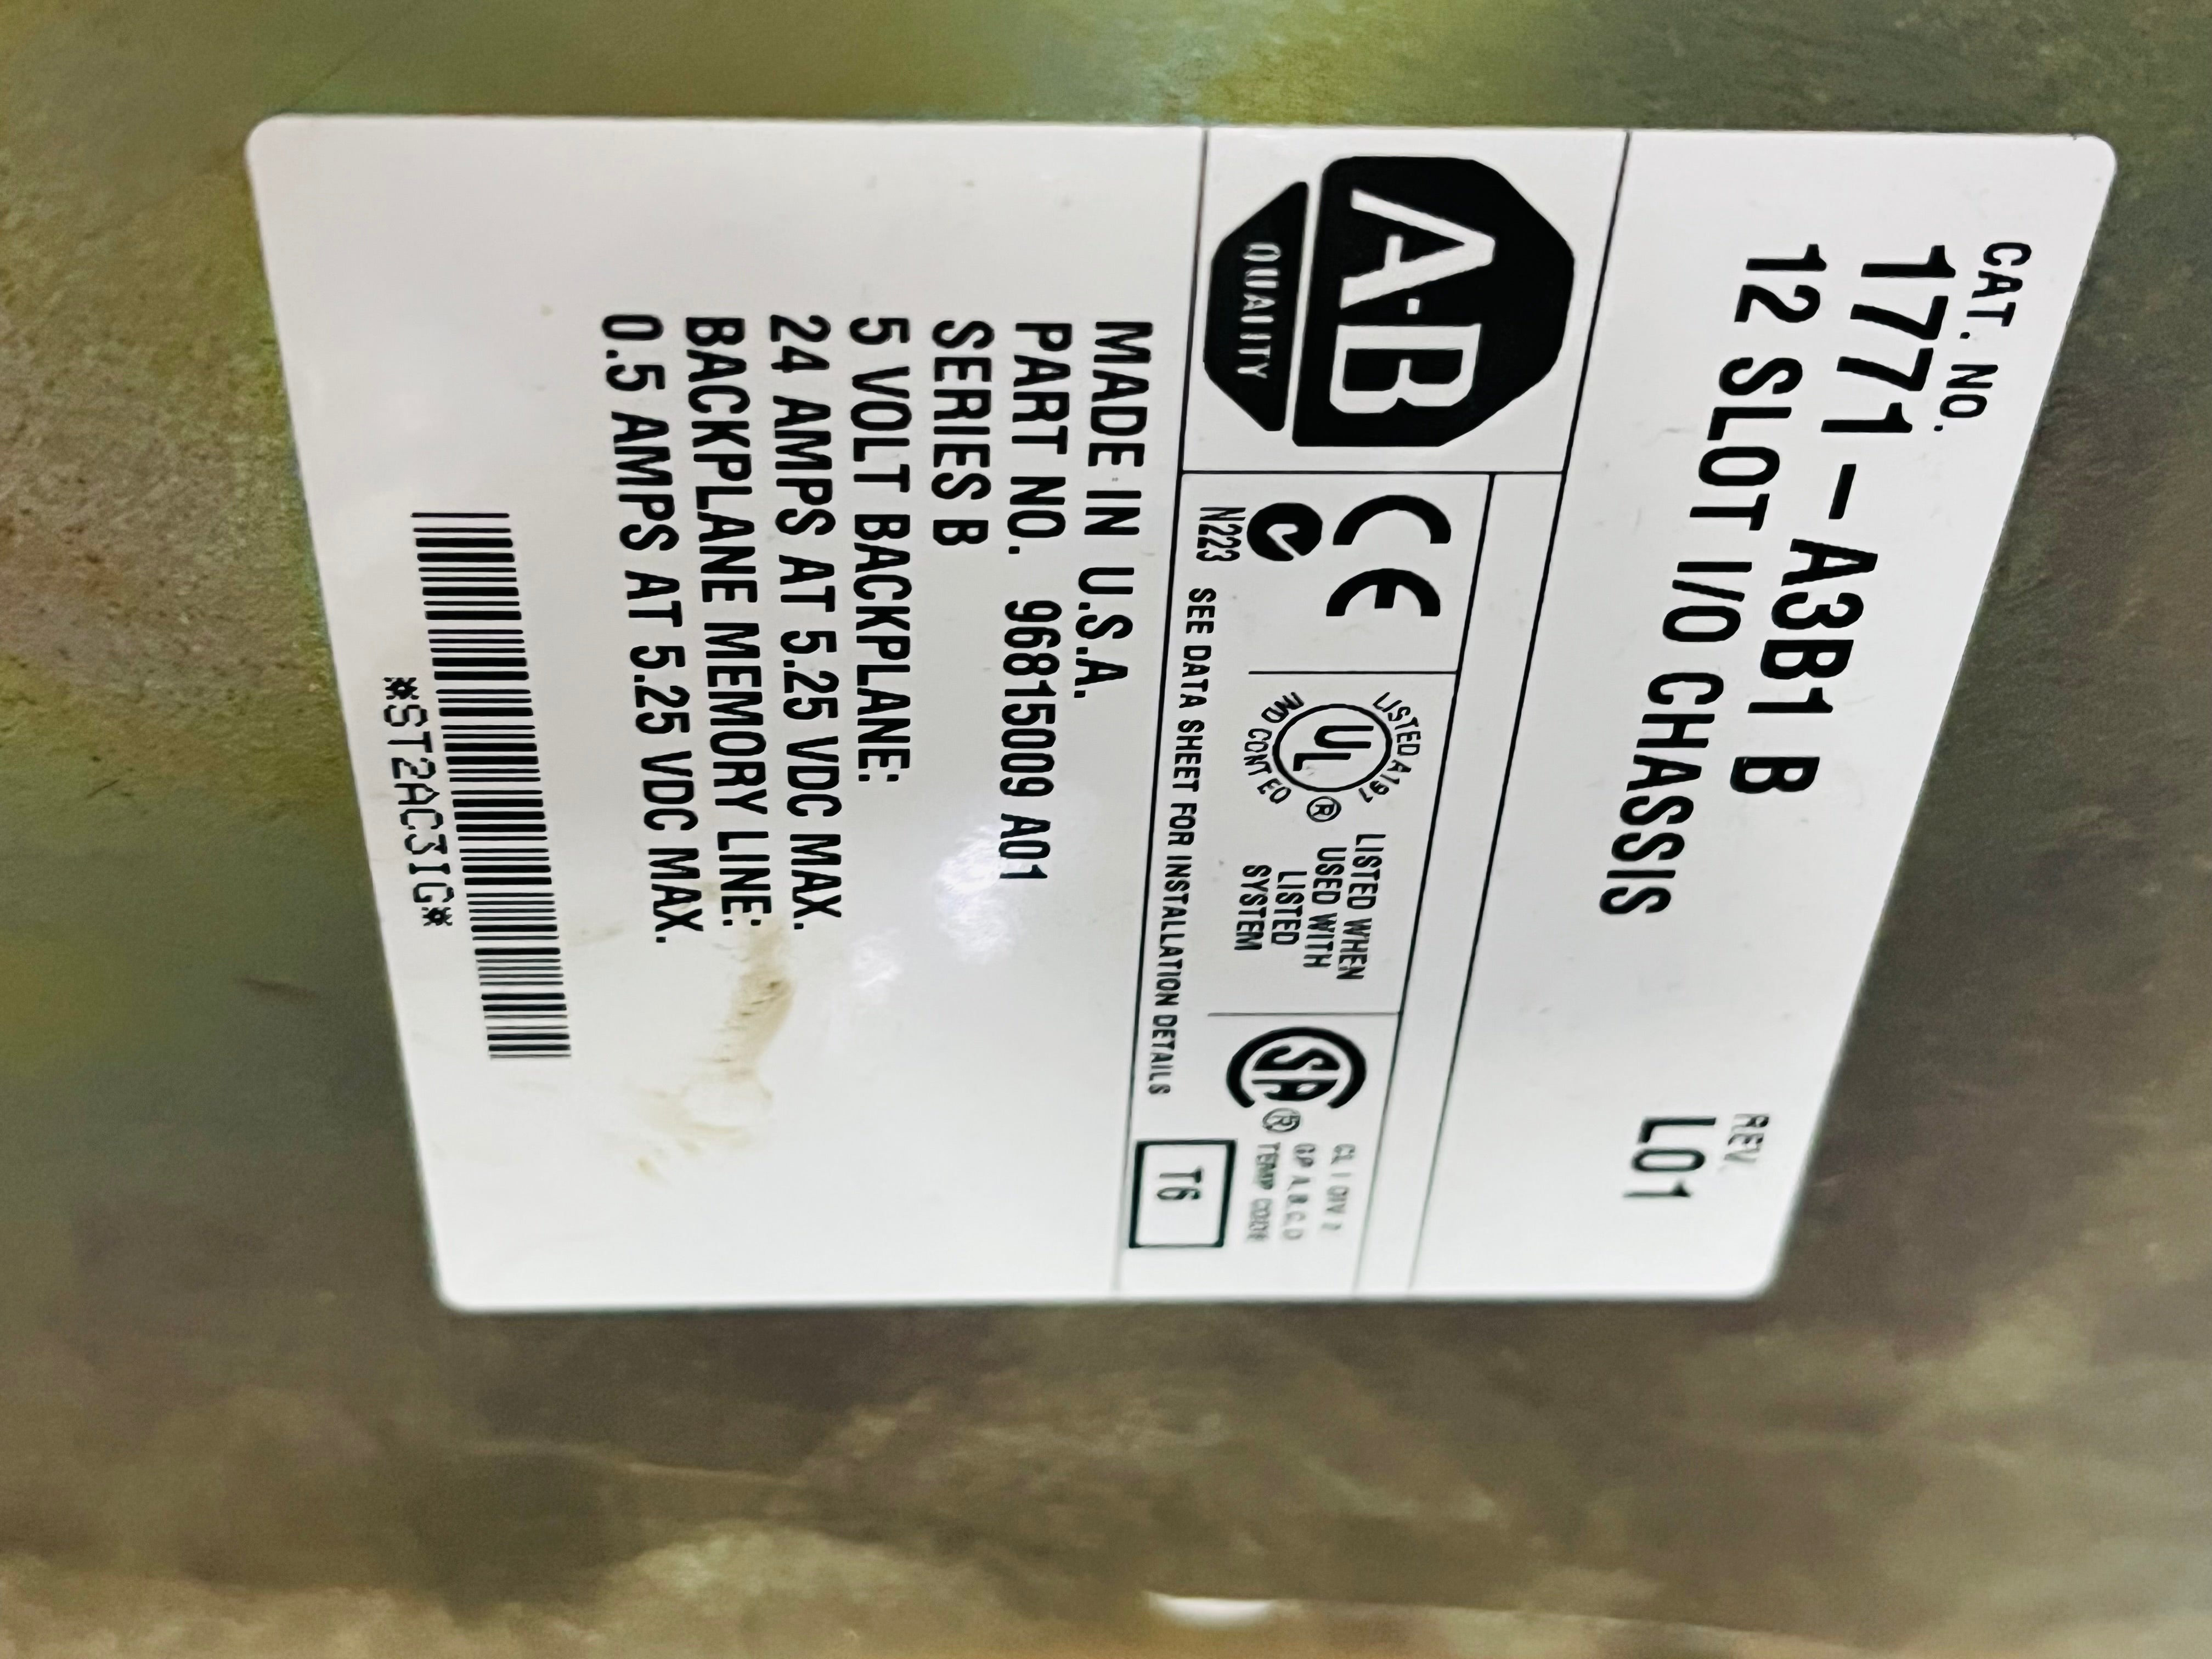 CAT. NO.
1771-A3B1 B
12 SLOT I/O CHASSIS
REV.
L01
A-B
QUALITY
CE
N223
LISTED A197
UL
IND CONT EQ
®
LISTED WHEN
USED WITH
LISTED
SYSTEM
SA ®
CL I DIV 2
GP A,B,C,D
TEMP CODE
T6
SEE DATA SHEET FOR INSTALLATION DETAILS
MADE IN U.S.A.
PART NO. 96815009 A01
SERIES B
5 VOLT BACKPLANE:
24 AMPS AT 5.25 VDC MAX.
BACKPLANE MEMORY LINE:
0.5 AMPS AT 5.25 VDC MAX.
*ST2AC3IG*